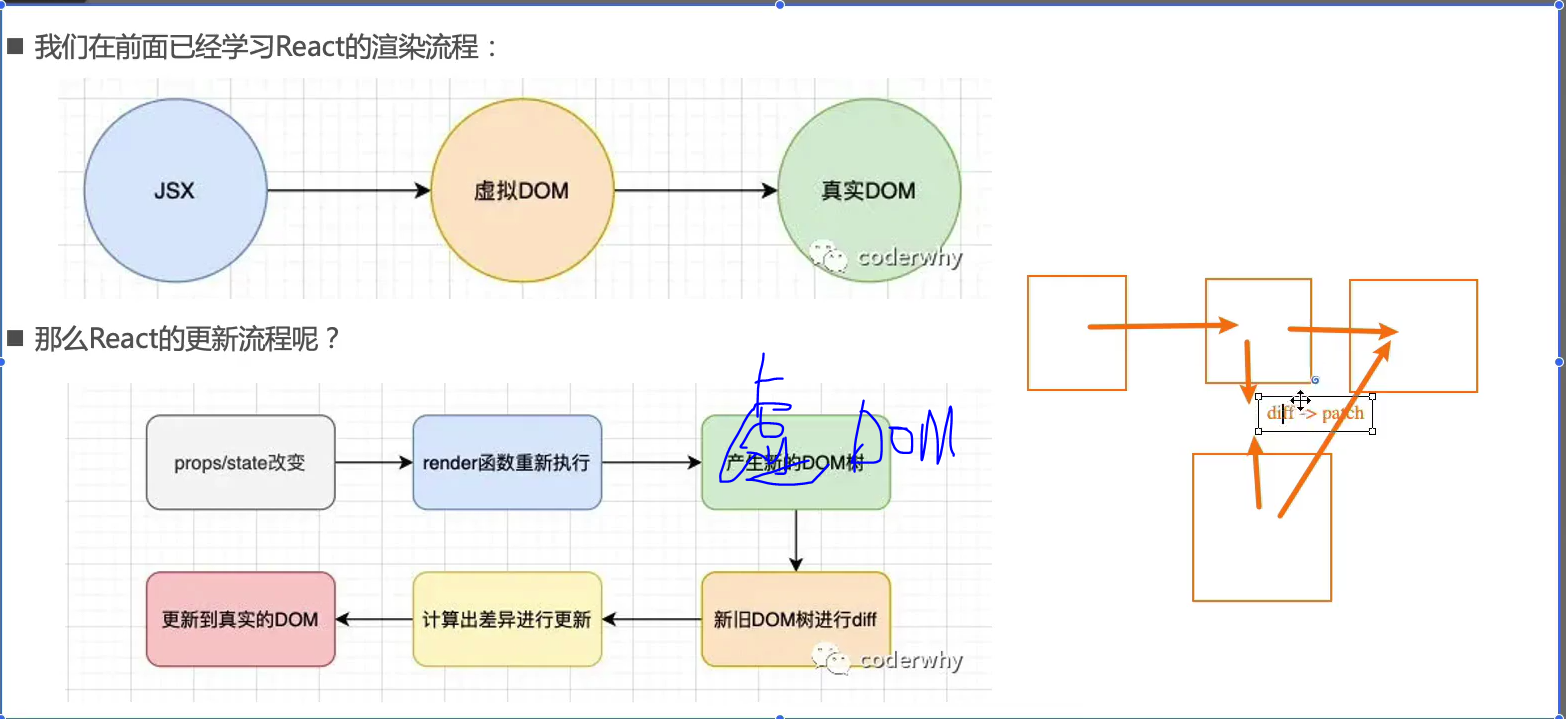 ■ 我们在前面已经学习React的渲染流程：
JSX
虚拟DOM
真实DOM
coderwhy
■ 那么React的更新流程呢？
props/state改变
render函数重新执行
产生新的DOM树
虚DOM
更新到真实的DOM
计算出差异进行更新
新旧DOM树进行diff
coderwhy
diff -> patch